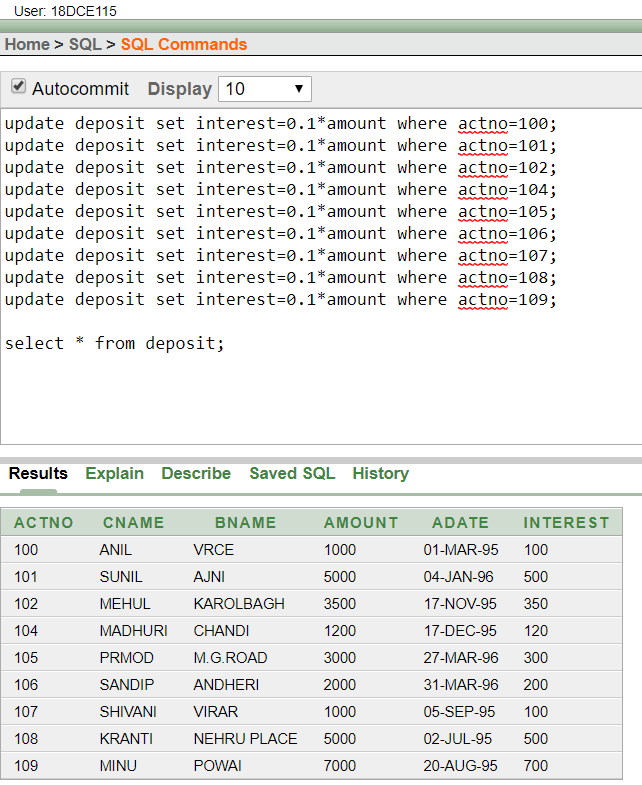 User: 18DCE115
Home > SQL > SQL Commands
Autocommit Display 10
update deposit set interest=0.1*amount where actno=100;
update deposit set interest=0.1*amount where actno=101;
update deposit set interest=0.1*amount where actno=102;
update deposit set interest=0.1*amount where actno=104;
update deposit set interest=0.1*amount where actno=105;
update deposit set interest=0.1*amount where actno=106;
update deposit set interest=0.1*amount where actno=107;
update deposit set interest=0.1*amount where actno=108;
update deposit set interest=0.1*amount where actno=109;
select * from deposit;
Results Explain Describe Saved SQL History
ACTNO CNAME BNAME AMOUNT ADATE INTEREST
100 ANIL VRCE 1000 01-MAR-95 100
101 SUNIL AJNI 5000 04-JAN-96 500
102 MEHUL KAROLBAGH 3500 17-NOV-95 350
104 MADHURI CHANDI 1200 17-DEC-95 120
105 PRMOD M.G.ROAD 3000 27-MAR-96 300
106 SANDIP ANDHERI 2000 31-MAR-96 200
107 SHIVANI VIRAR 1000 05-SEP-95 100
108 KRANTI NEHRU PLACE 5000 02-JUL-95 500
109 MINU POWAI 7000 20-AUG-95 700